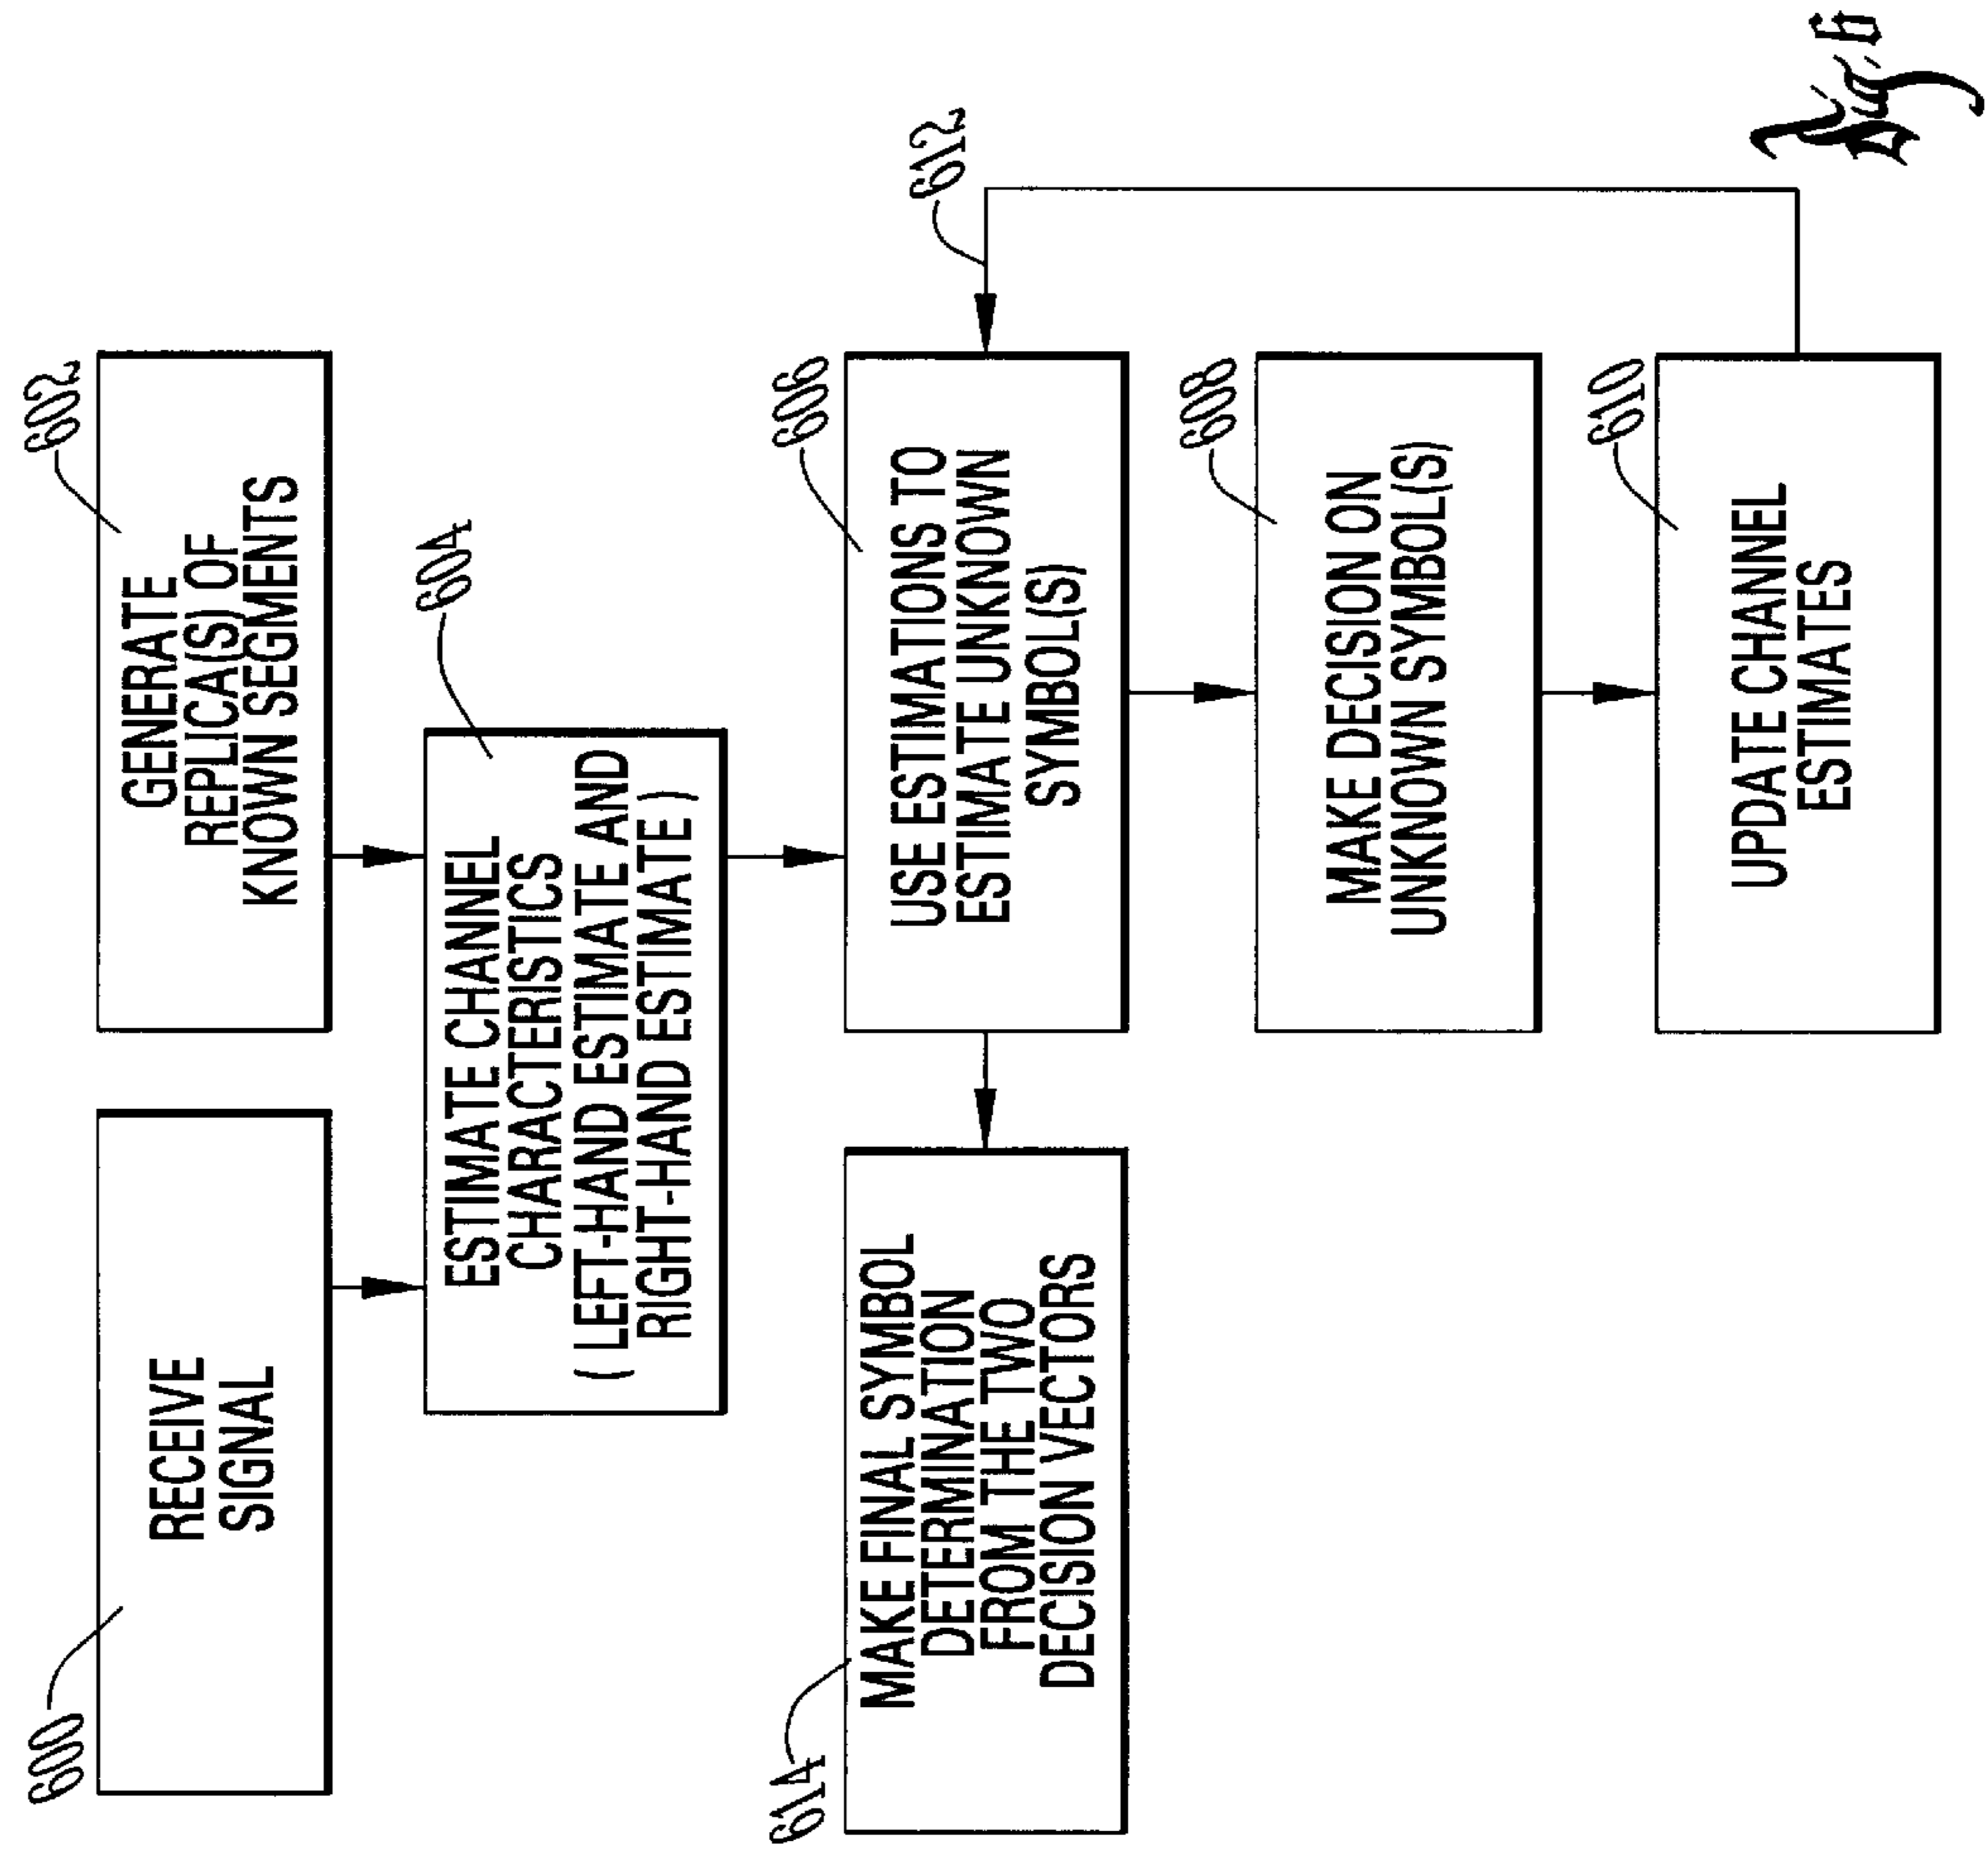 600
RECEIVE
SIGNAL
602
GENERATE
REPLICA(S) OF
KNOWN SEGMENTS
604
ESTIMATE CHANNEL
CHARACTERISTICS
( LEFT-HAND ESTIMATE AND
RIGHT-HAND ESTIMATE )
614
MAKE FINAL SYMBOL
DETERMINATION
FROM THE TWO
DECISION VECTORS
606
USE ESTIMATIONS TO
ESTIMATE UNKNOWN
SYMBOL(S)
612
608
MAKE DECISION ON
UNKNOWN SYMBOL(S)
610
UPDATE CHANNEL
ESTIMATES
Fig. 6